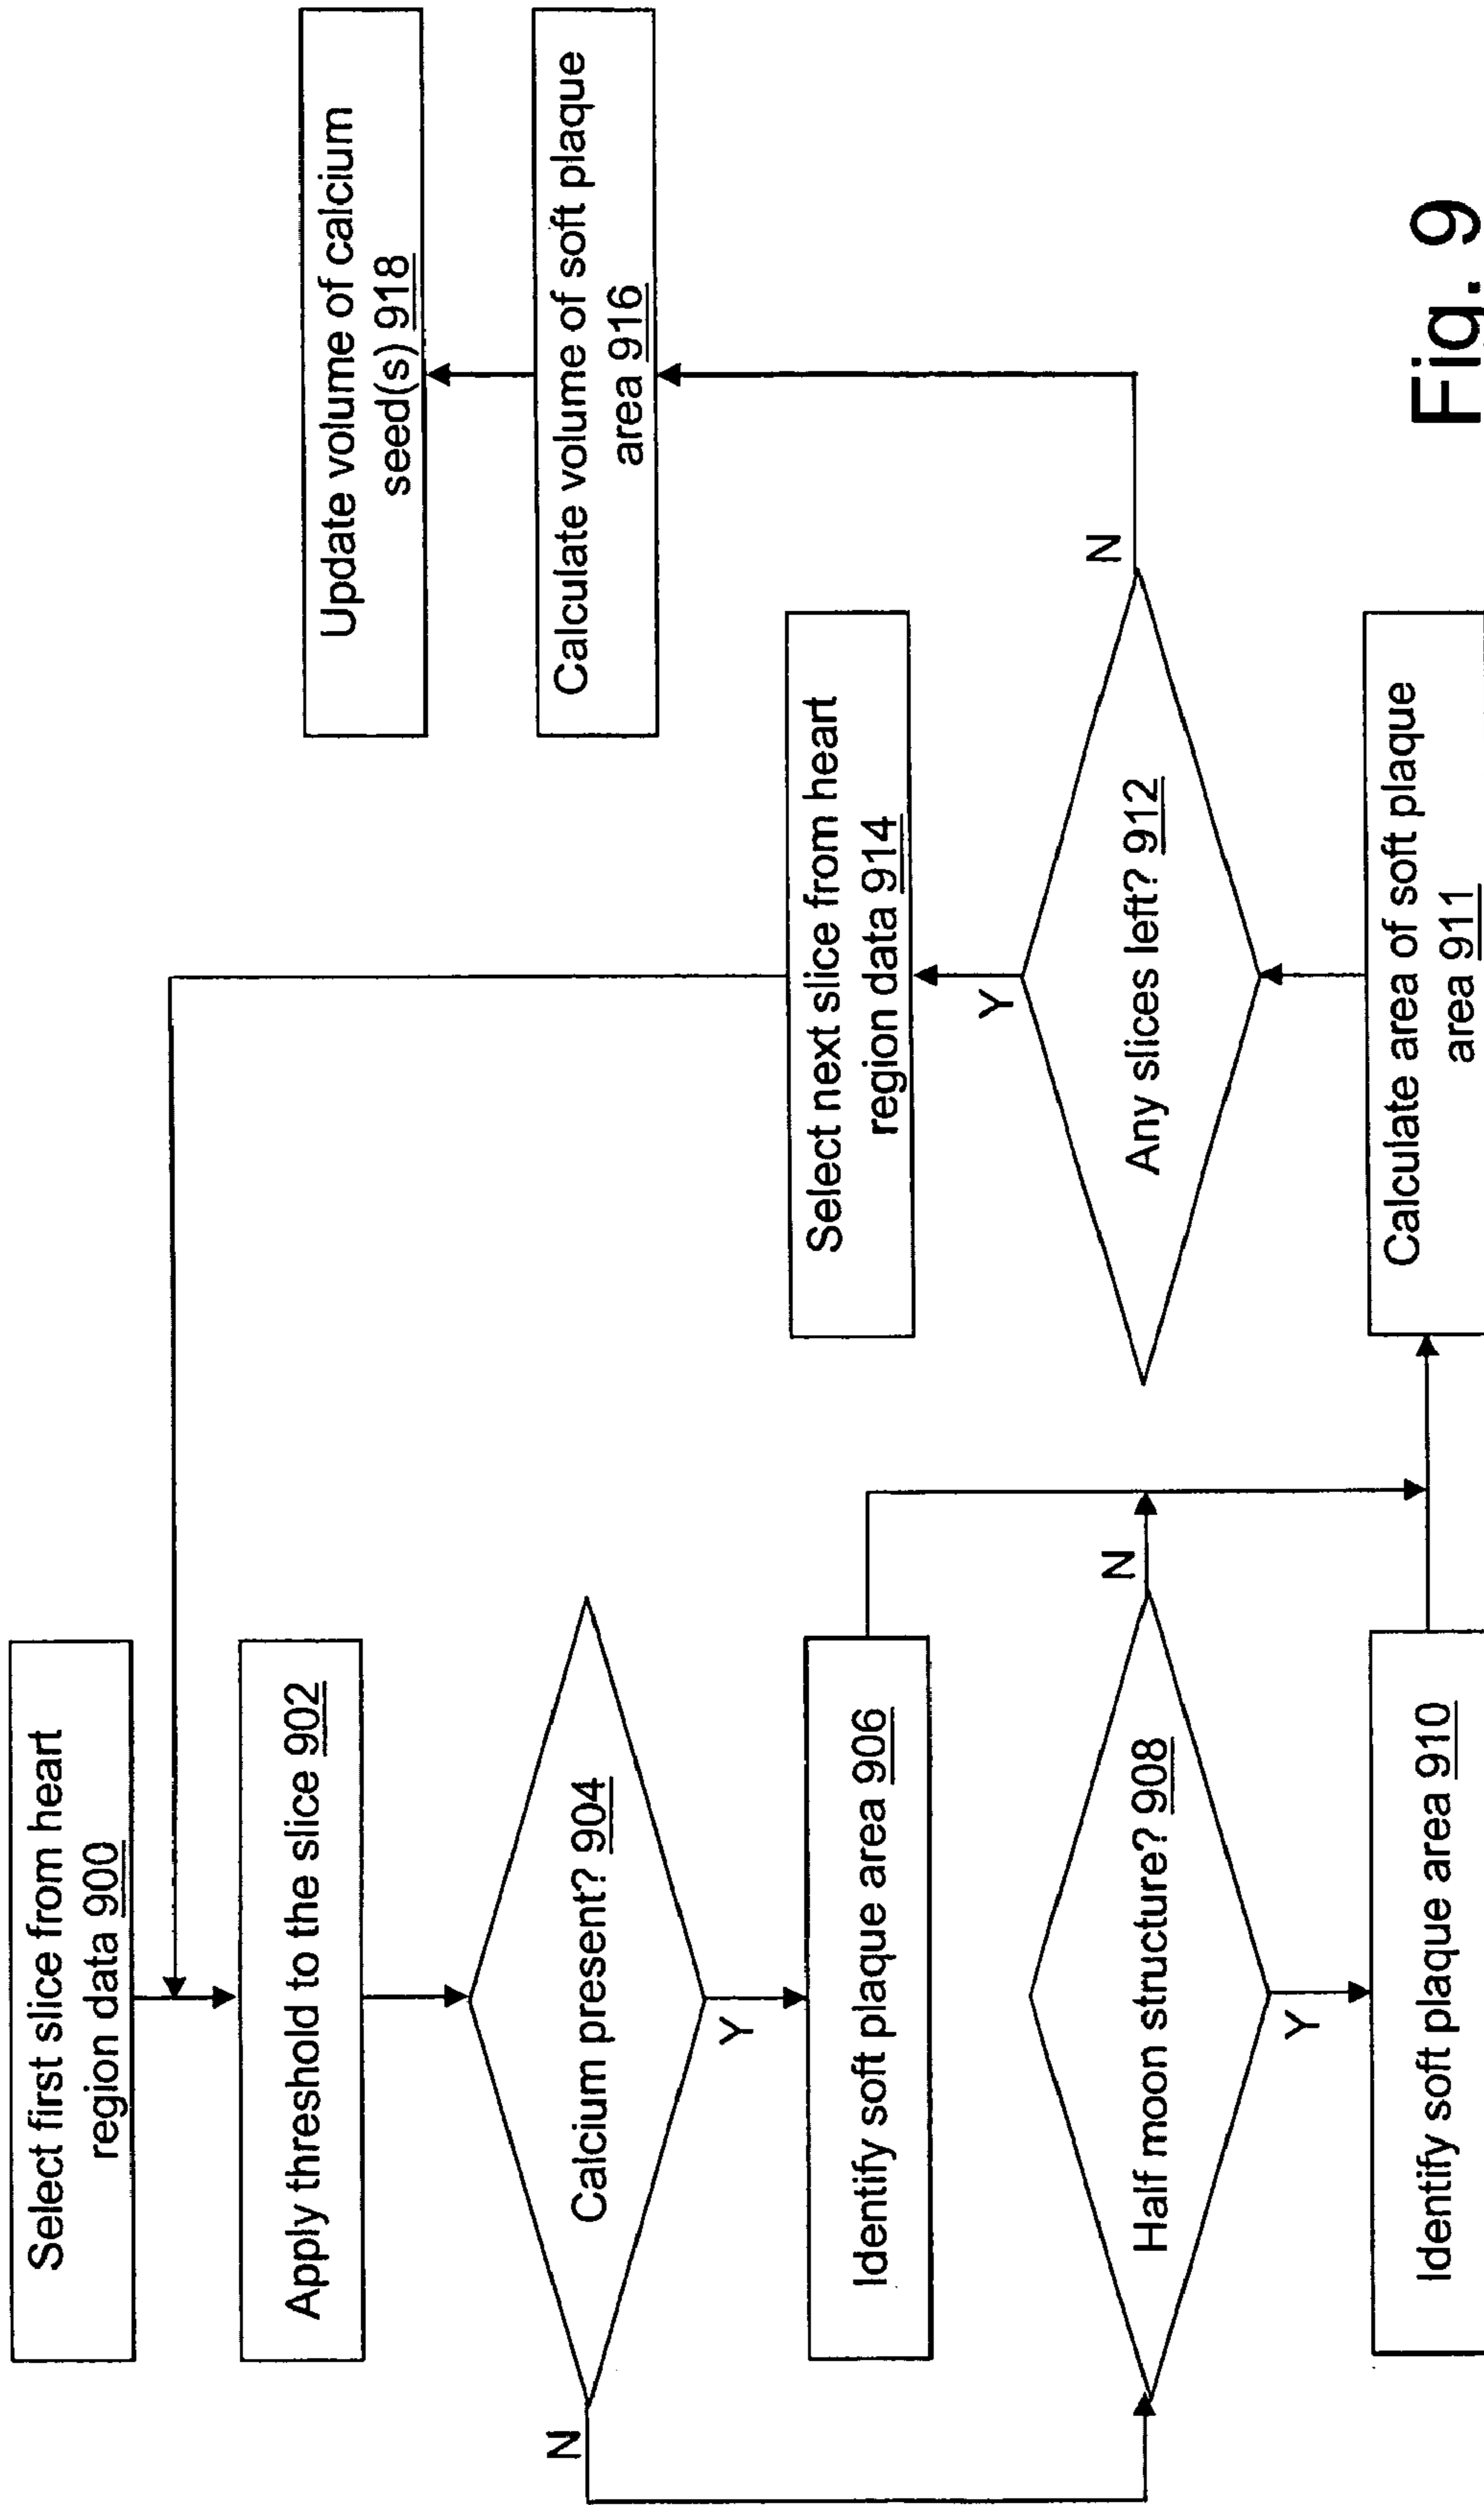 Select first slice from heart
region data 900
Apply threshold to the slice 902
Calcium present? 904
N
Y
Identify soft plaque area 906
Half moon structure? 908
N
Y
Identify soft plaque area 910
Calculate area of soft plaque
area 911
Any slices left? 912
Y
N
Select next slice from heart
region data 914
Calculate volume of soft plaque
area 916
Update volume of calcium
seed(s) 918
Fig. 9